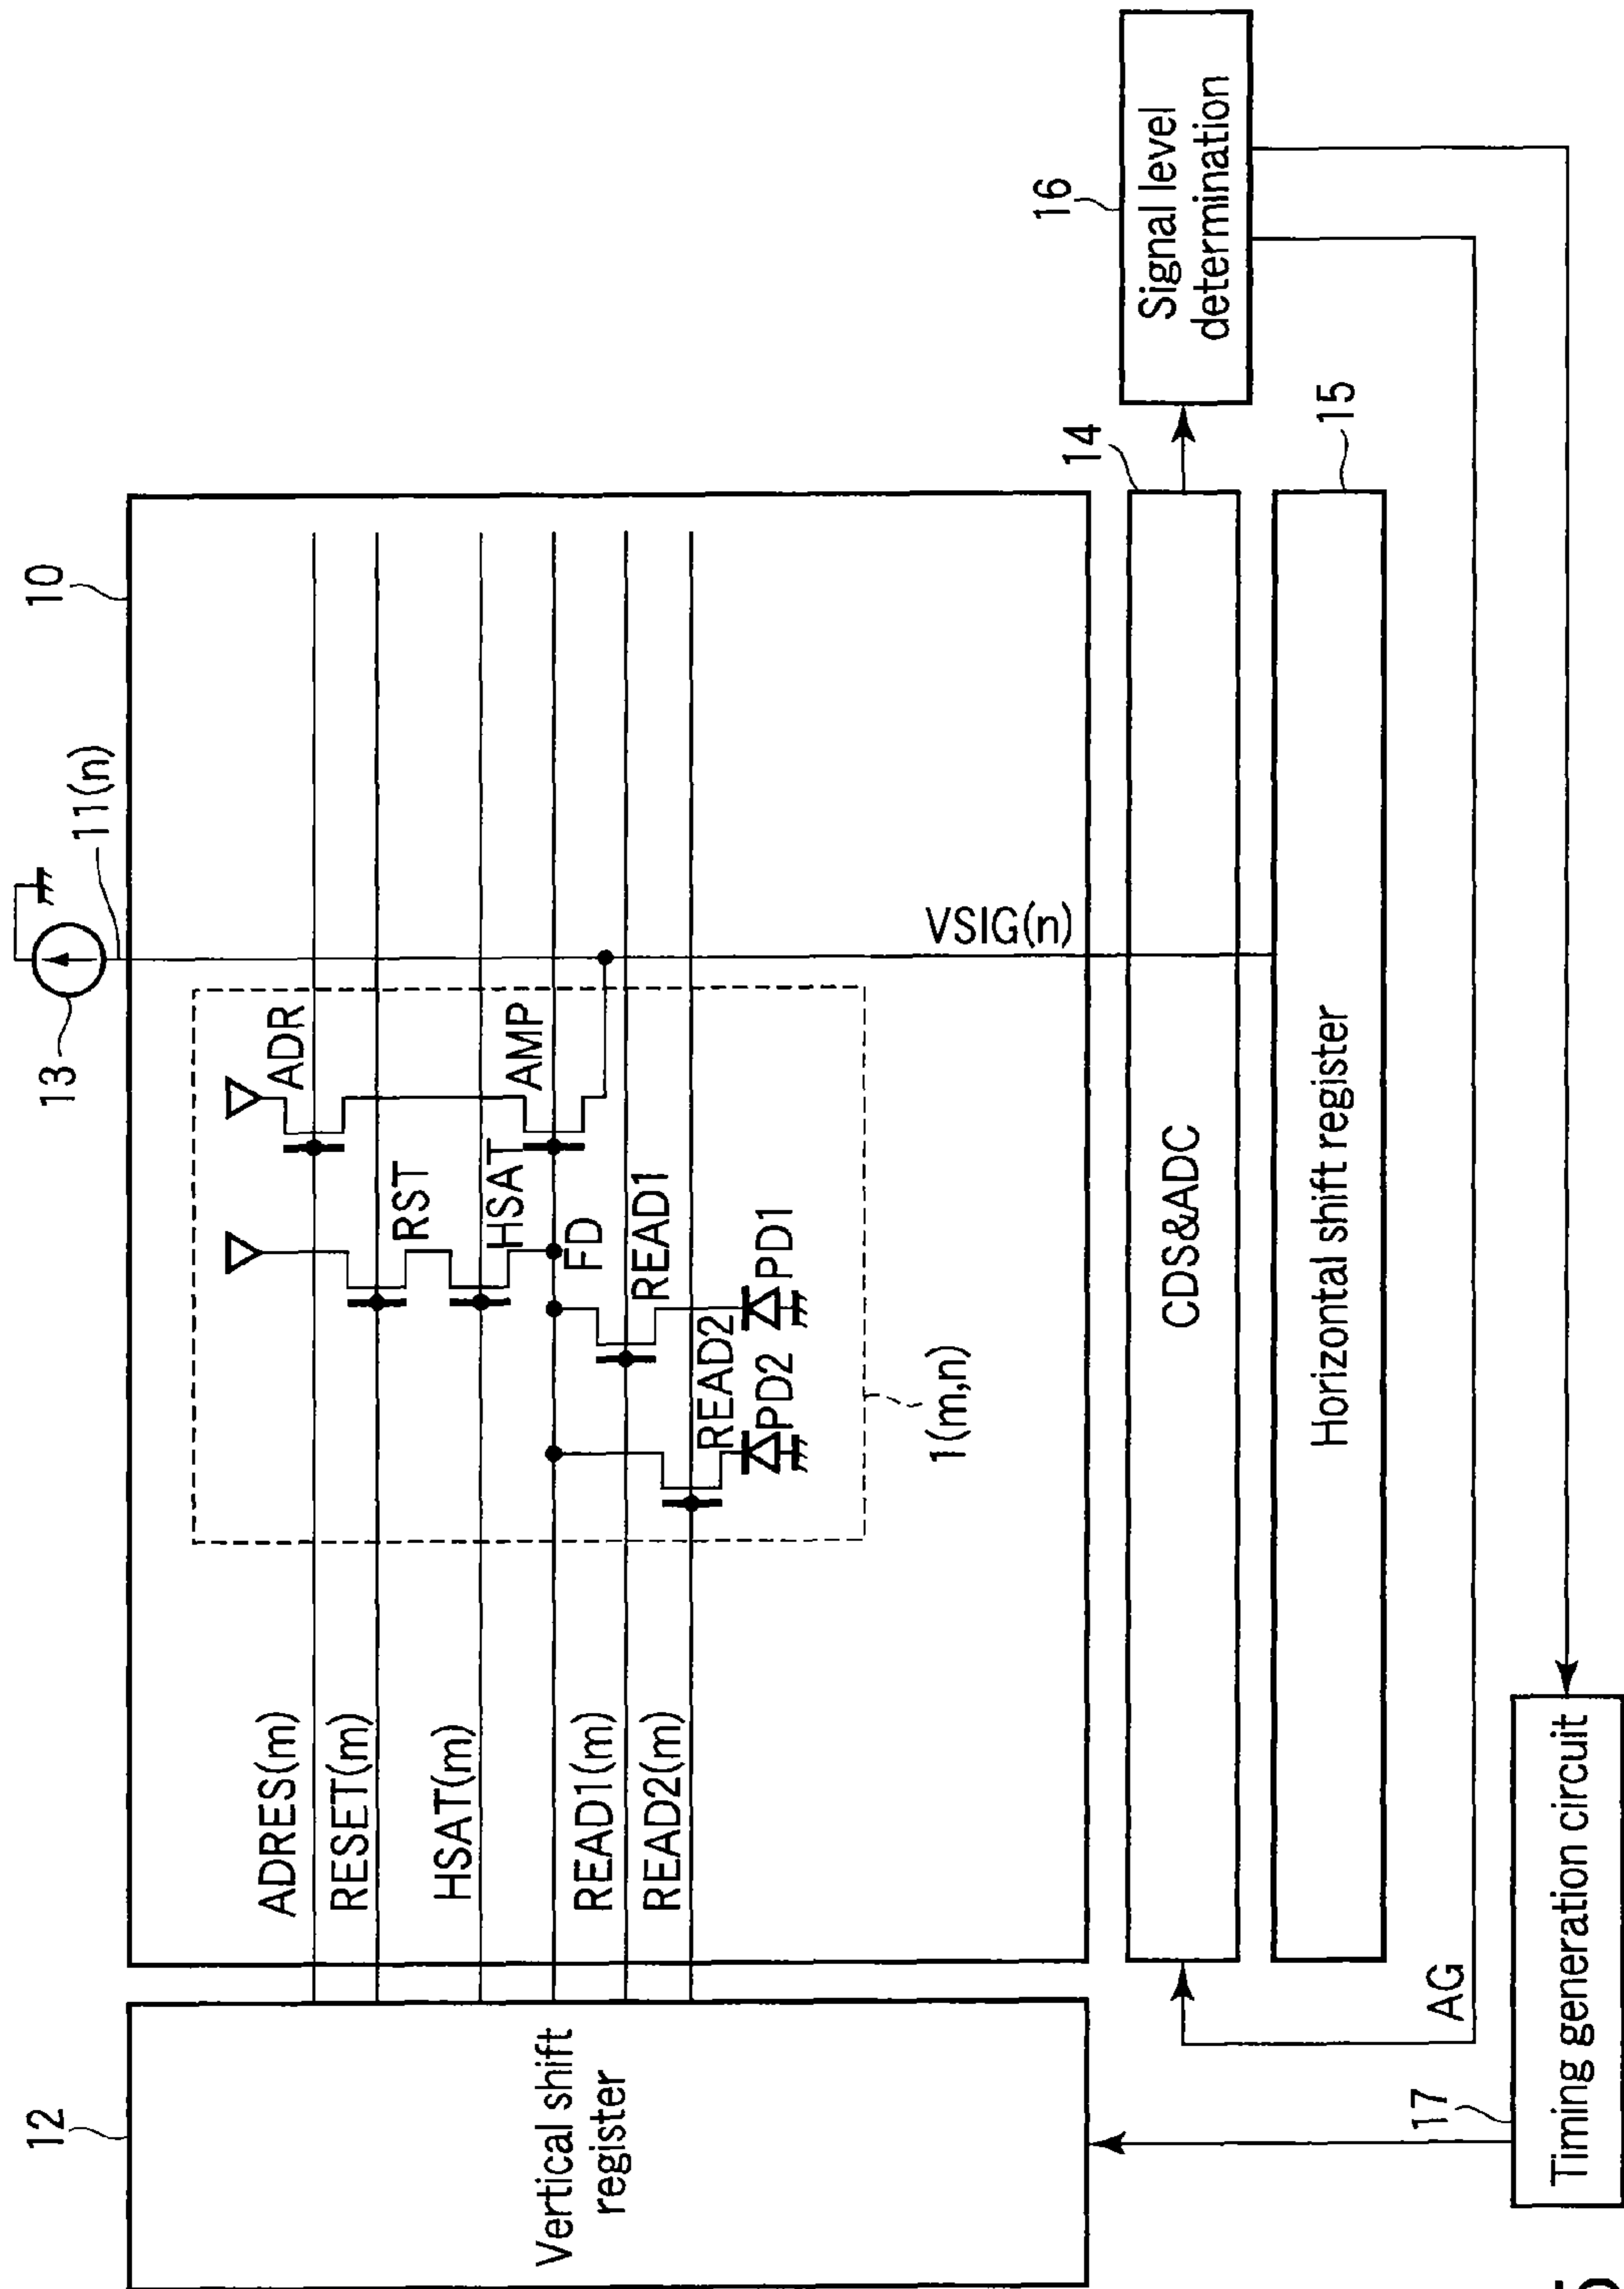 13
11(n)
10
12
Vertical shift
register
ADRES(m)
RESET(m)
HSAT(m)
READ1(m)
READ2(m)
ADR
RST
HSAT
AMP
FD
READ1
READ2
PD2
PD1
1(m,n)
VSIG(n)
14
CDS&ADC
15
Horizontal shift register
16
Signal level
determination
AG
17
Timing generation circuit